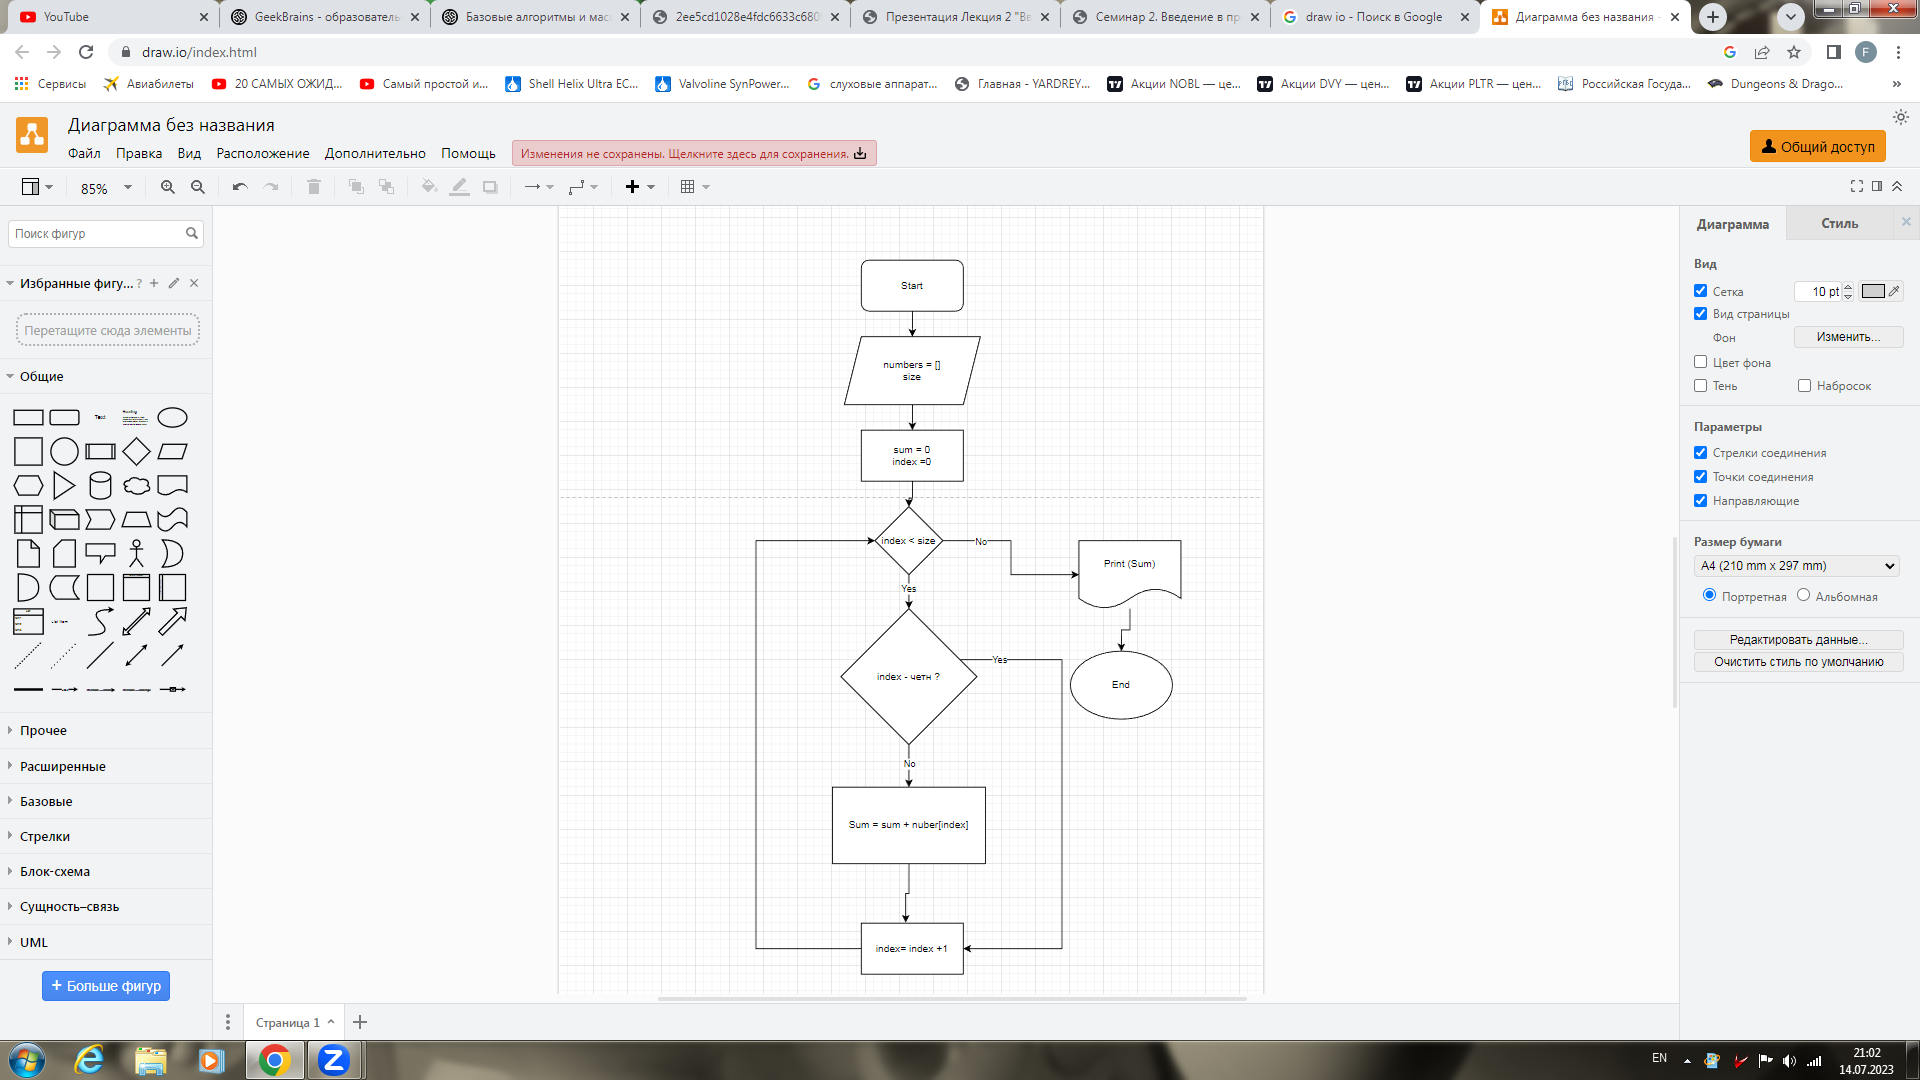 YouTube
GeekBrains - образователь
Базовые алгоритмы и мас
2ee5cd1028e4fdc6633c680
Презентация Лекция 2 "Вв
Семинар 2. Введение в пр
draw io - Поиск в Google
Диаграмма без названия -
draw.io/index.html
F
Сервисы
Авиабилеты
20 САМЫХ ОЖИД...
Самый простой и...
Shell Helix Ultra EC...
Valvoline SynPower...
слуховые аппарат...
Главная - YARDREY...
Акции NOBL — це...
Акции DVY — цен...
Акции PLTR — цен...
Российская Госуда...
Dungeons & Drago...
»
Диаграмма без названия
Файл
Правка
Вид
Расположение
Дополнительно
Помощь
Изменения не сохранены. Щелкните здесь для сохранения.
Общий доступ
85%
Поиск фигур
Избранные фигу... ?
Перетащите сюда элементы
Общие
Text
Heading
List Item
Прочее
Расширенные
Базовые
Стрелки
Блок-схема
Сущность–связь
UML
+ Больше фигур
Start
numbers = []
size
sum = 0
index =0
index < size
No
Print (Sum)
Yes
index - четн ?
Yes
End
No
Sum = sum + nuber[index]
index= index +1
Страница 1
Диаграмма
Стиль
Вид
Сетка
10 pt
Вид страницы
Фон
Изменить...
Цвет фона
Тень
Набросок
Параметры
Стрелки соединения
Точки соединения
Направляющие
Размер бумаги
A4 (210 mm x 297 mm)
Портретная
Альбомная
Редактировать данные...
Очистить стиль по умолчанию
EN
21:02
14.07.2023